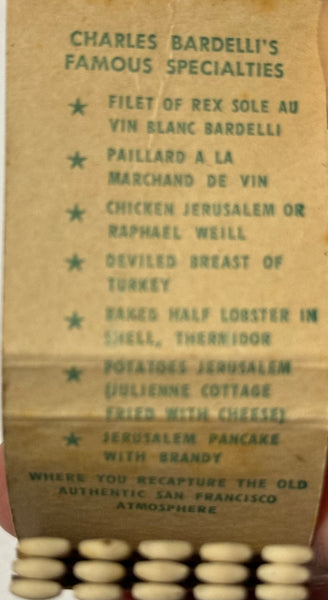 CHARLES BARDELLI'S
FAMOUS SPECIALTIES
★ FILET OF REX SOLE AU
VIN BLANC BARDELLI
★ PAILLARD A LA
MARCHAND DE VIN
★ CHICKEN JERUSALEM OR
RAPHAEL WEILL
★ DEVILED BREAST OF
TURKEY
★ BAKED HALF LOBSTER IN
SHELL, THERMIDOR
★ POTATOES JERUSALEM
(JULIENNE COTTAGE
FRIED WITH CHEESE)
★ JERUSALEM PANCAKE
WITH BRANDY
WHERE YOU RECAPTURE THE OLD
AUTHENTIC SAN FRANCISCO
ATMOSPHERE